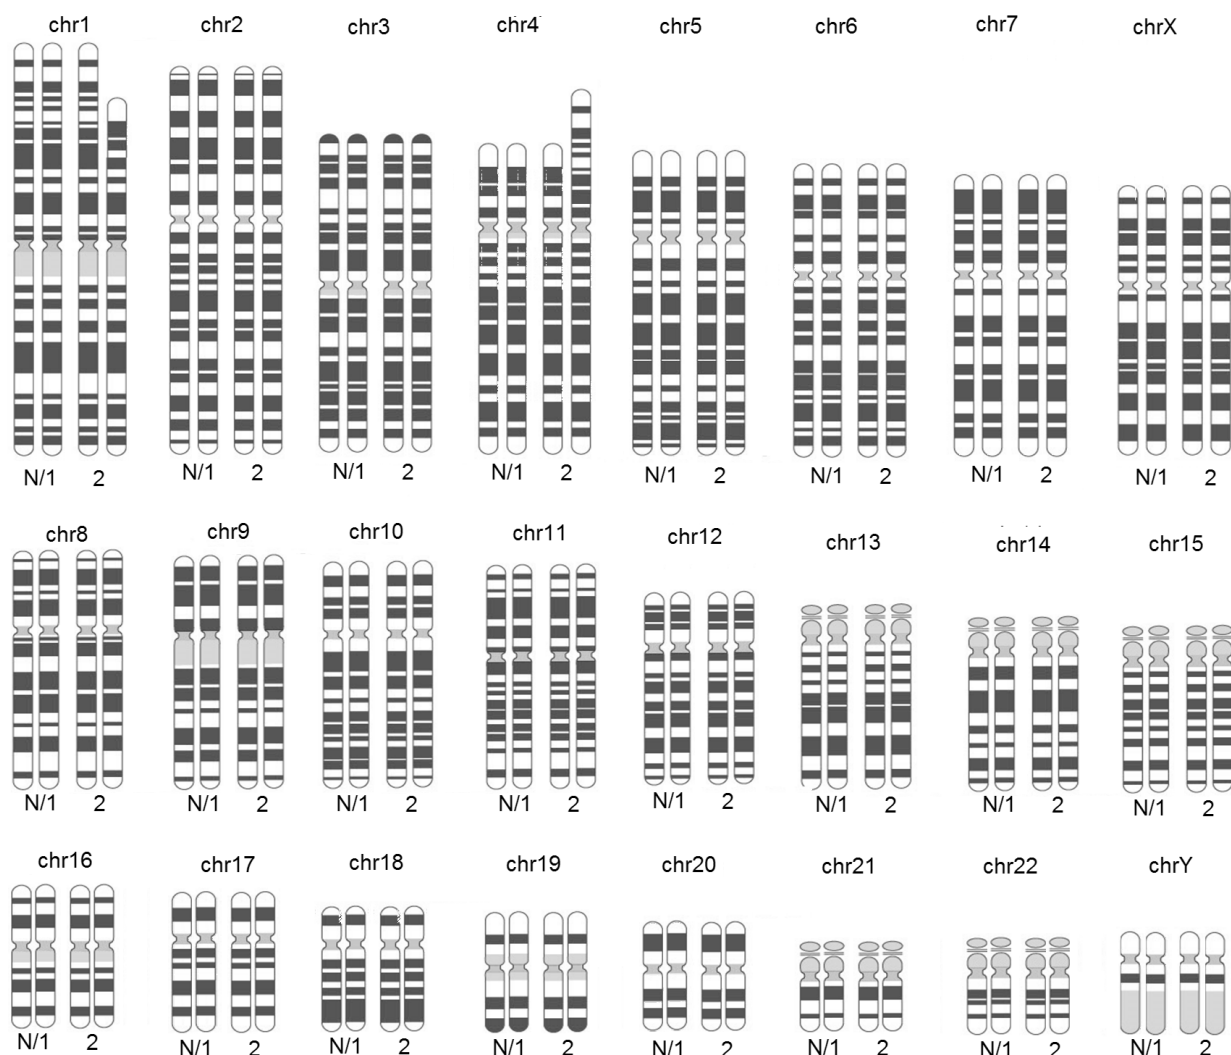 chr1 chr2 chr3 chr4 chr5 chr6 chr7 chrX
N/1 2 N/1 2 N/1 2 N/1 2 N/1 2 N/1 2 N/1 2 N/1 2
chr8 chr9 chr10 chr11 chr12 chr13 chr14 chr15
N/1 2 N/1 2 N/1 2 N/1 2 N/1 2 N/1 2 N/1 2 N/1 2
chr16 chr17 chr18 chr19 chr20 chr21 chr22 chrY
N/1 2 N/1 2 N/1 2 N/1 2 N/1 2 N/1 2 N/1 2 N/1 2